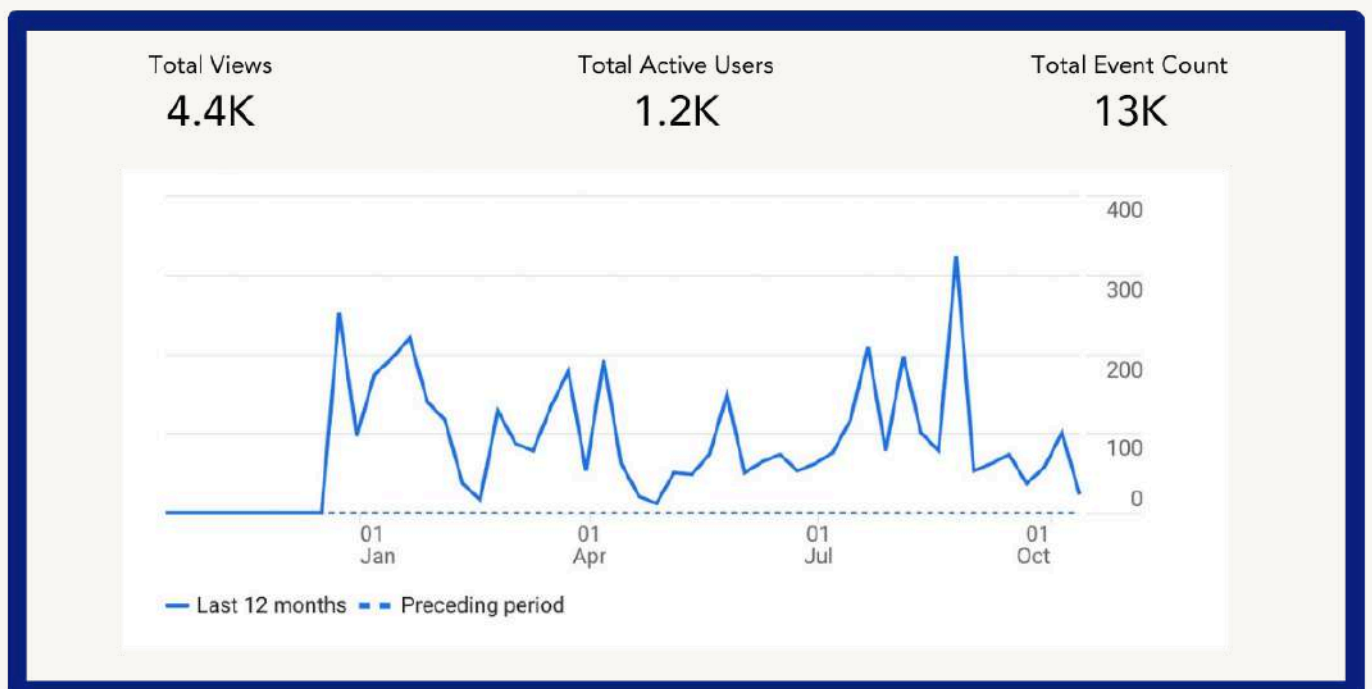 Total Views
4.4K
Total Active Users
1.2K
Total Event Count
13K
400
300
200
100
0
01
Jan
01
Apr
01
Jul
01
Oct
Last 12 months
Preceding period